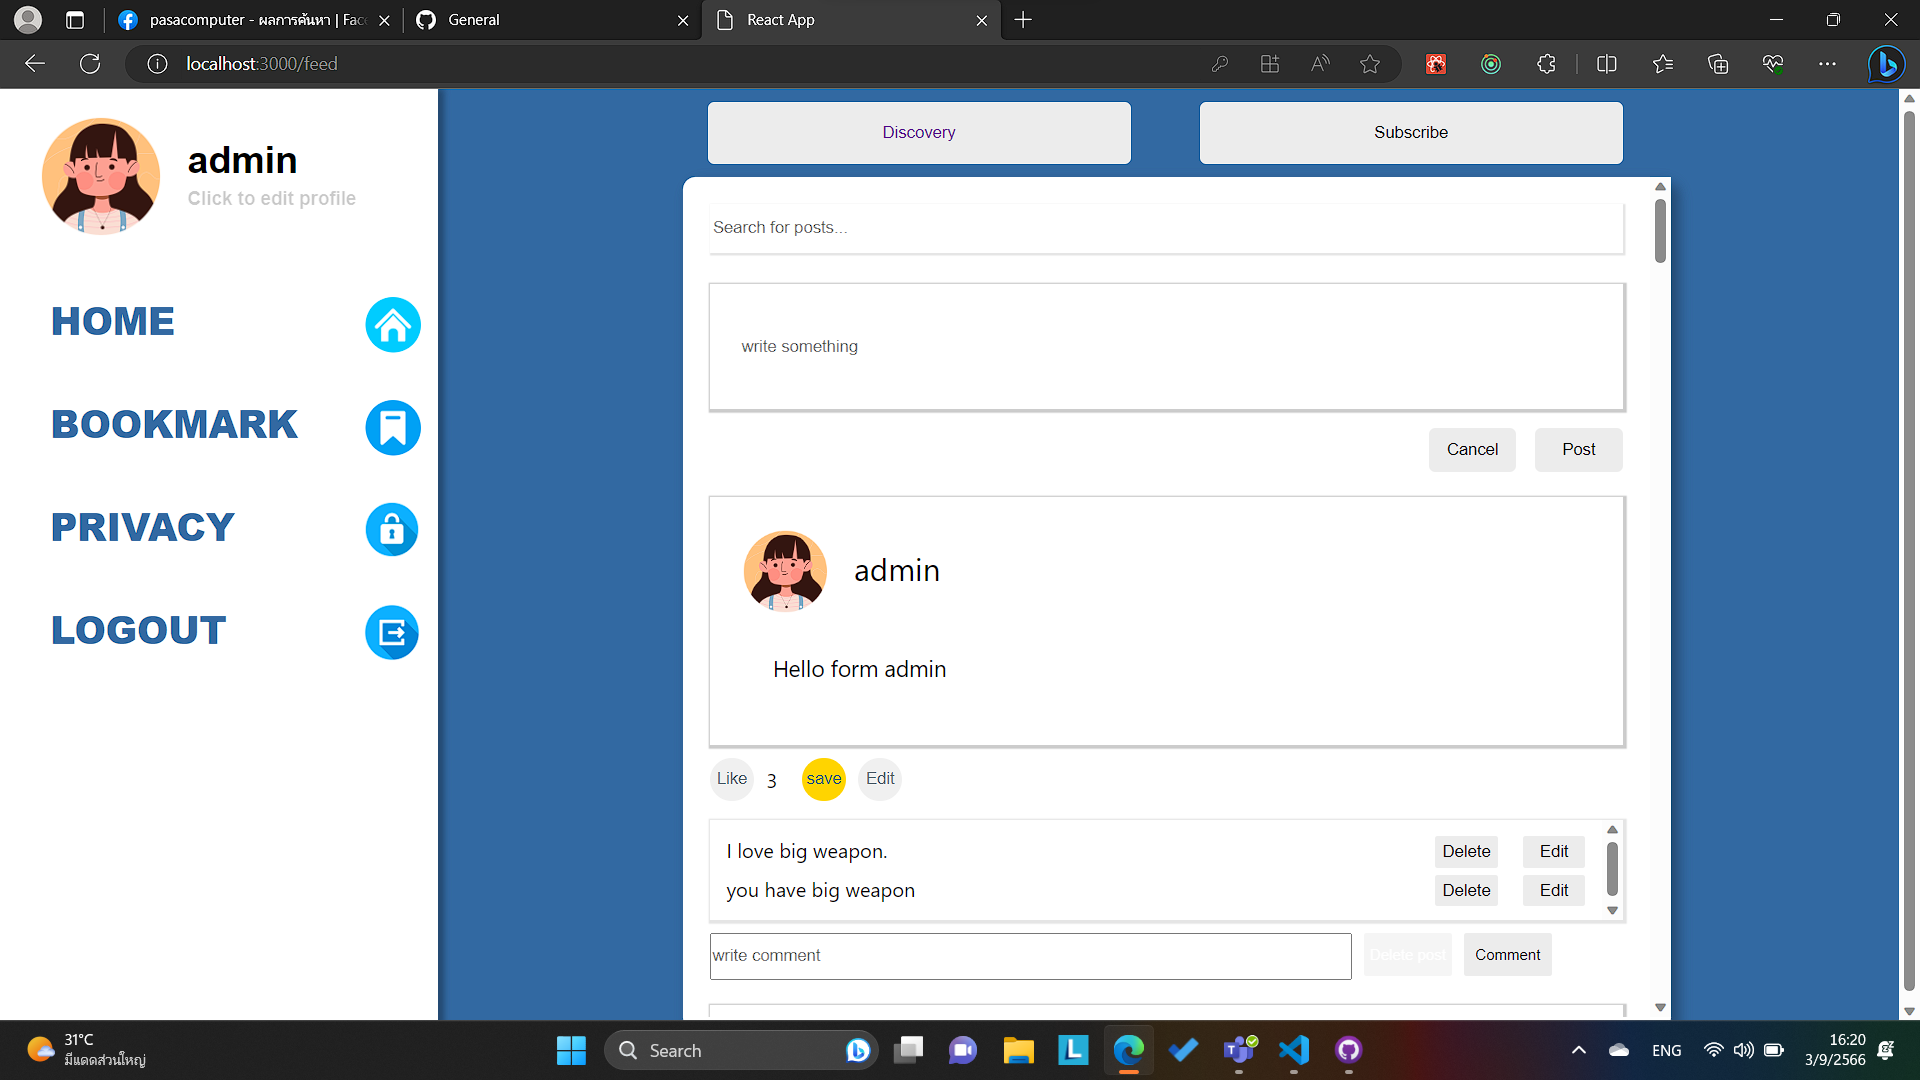 pasacomputer - ผลการค้นหา | Fac
General
React App
localhost:3000/feed
admin
Click to edit profile
HOME
BOOKMARK
PRIVACY
LOGOUT
Discovery
Subscribe
Search for posts...
write something
Cancel
Post
admin
Hello form admin
Like
3
save
Edit
I love big weapon.
Delete
Edit
you have big weapon
Delete
Edit
write comment
Delete post
Comment
31°C
มีแดดส่วนใหญ่
Search
ENG
16:20
3/9/2566